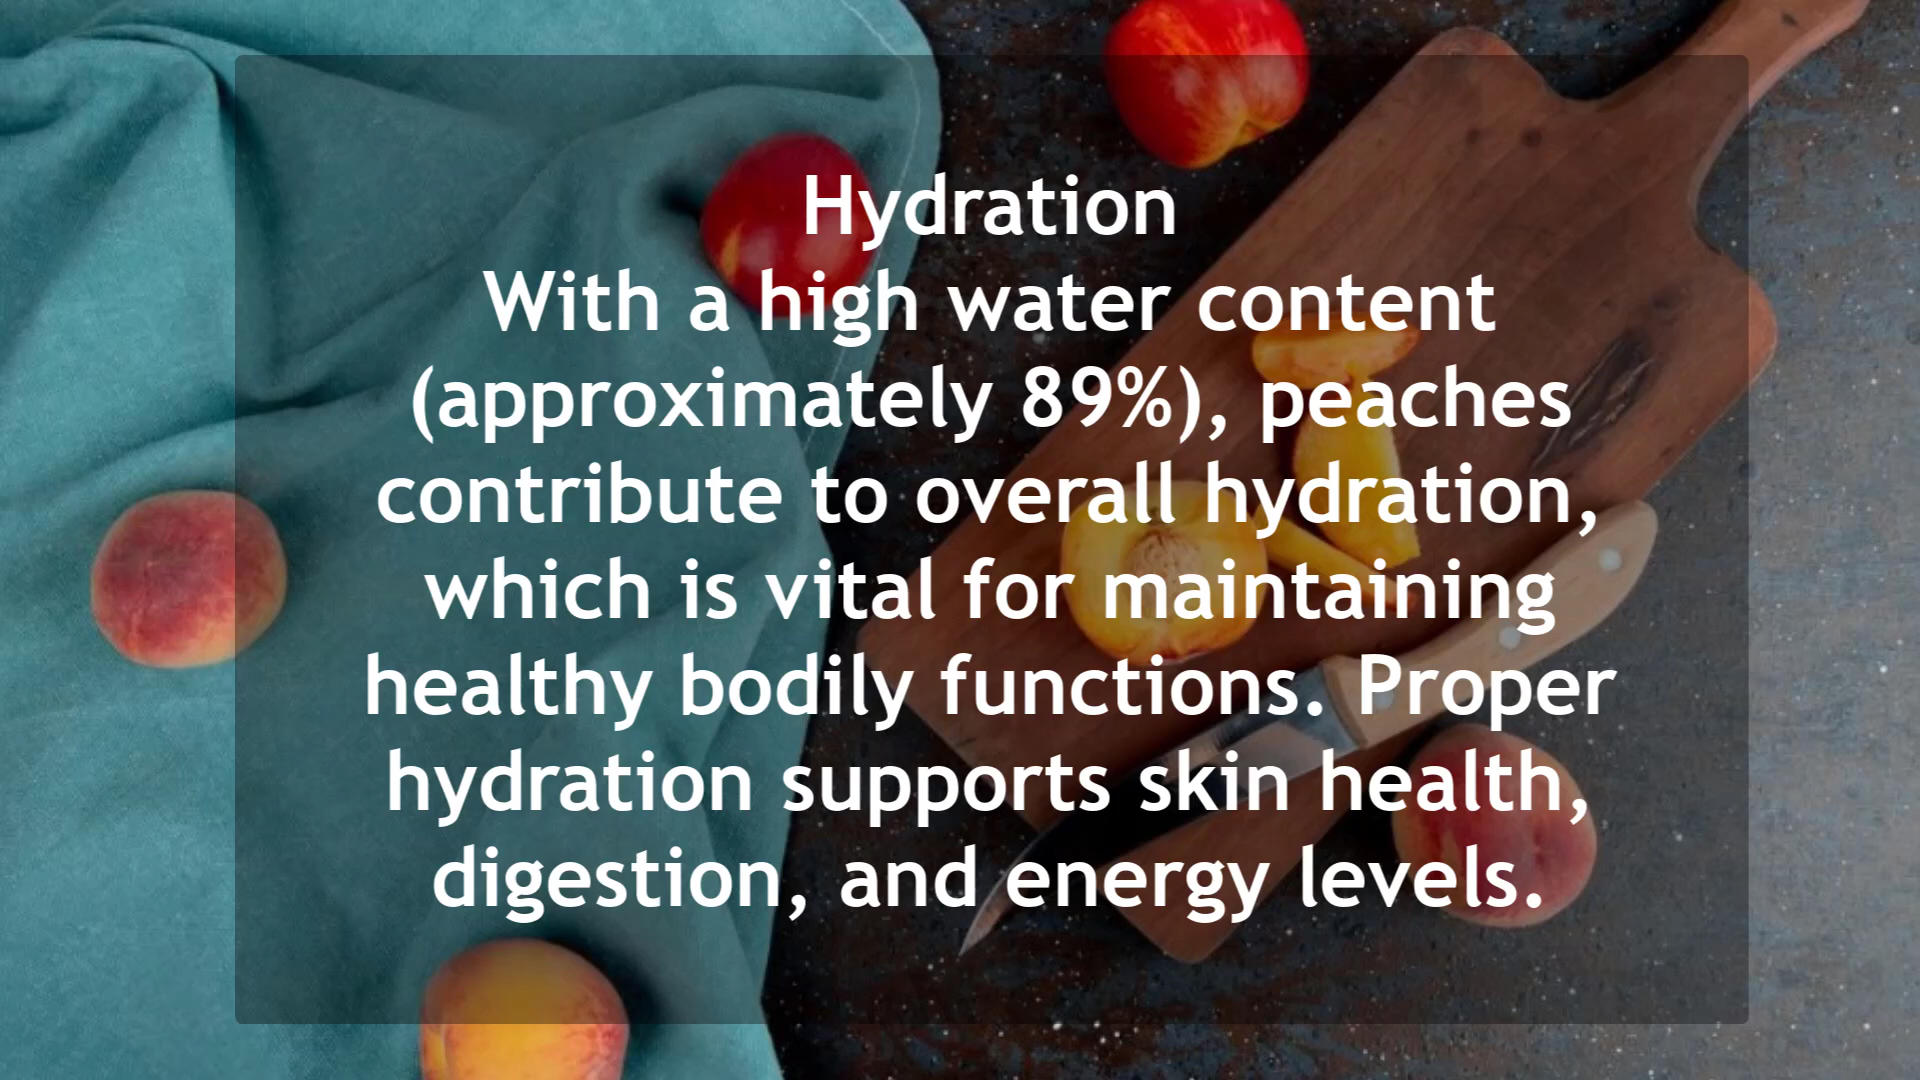 Hydration
With a high water content
(approximately 89%), peaches
contribute to overall hydration,
which is vital for maintaining
healthy bodily functions. Proper
hydration supports skin health,
digestion, and energy levels.